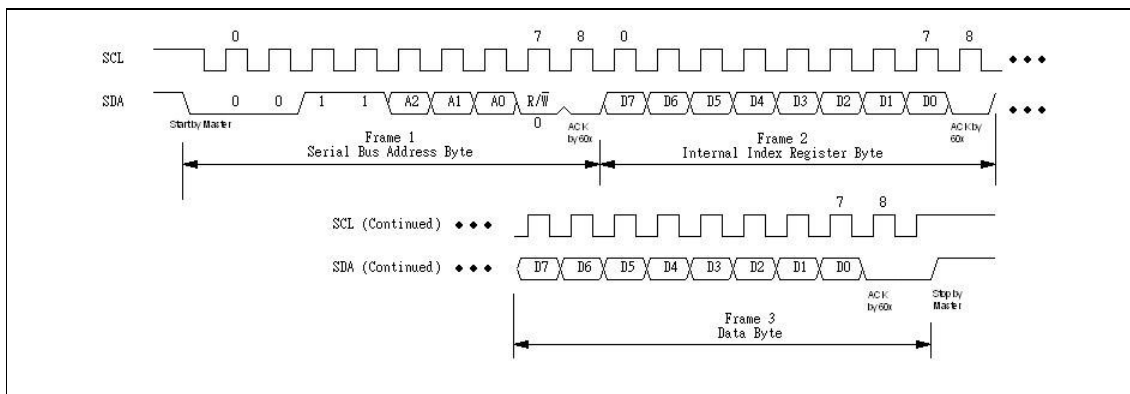 0 7 8 0 7 8
SCL
SDA 0 0 1 1 A2 A1 A0 R/W D7 D6 D5 D4 D3 D2 D1 D0
0
Start by Master
ACK
by 60x
ACK by
60x
Frame 1
Serial Bus Address Byte
Frame 2
Internal Index Register Byte
7 8
SCL (Continued)
SDA (Continued) D7 D6 D5 D4 D3 D2 D1 D0
ACK
by 60x
Stop by
Master
Frame 3
Data Byte